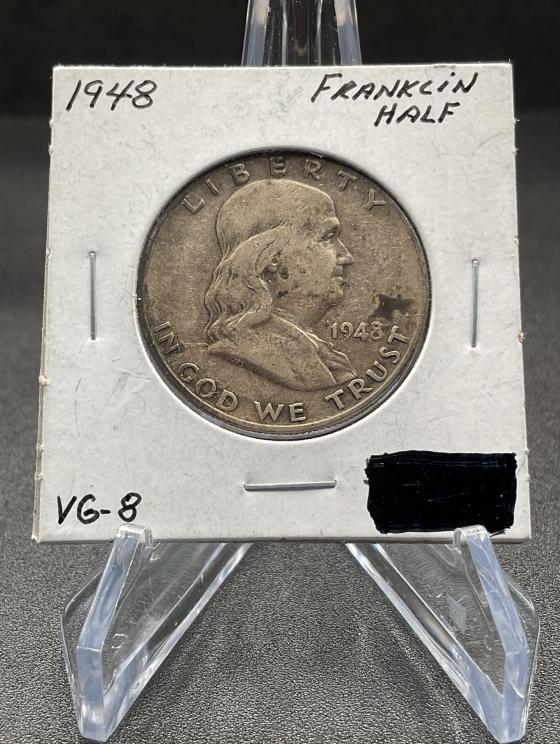 1948
FRANKLIN
HALF
LIBERTY
1948
IN GOD WE TRUST
VG-8